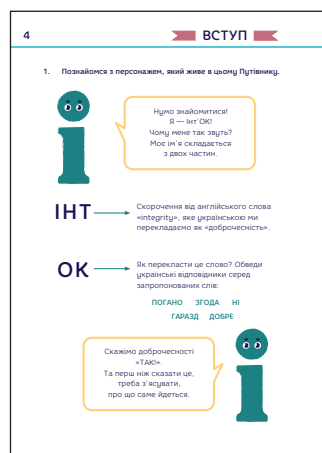 4
ВСТУП
1. Познайомся з персонажем, який живе в цьому Путівнику.
Нумо знайомитися!
Я — Інт’ОК!
Чому мене так звуть?
Моє ім’я складається
з двох частин.
ІНТ
Скорочення від англійського слова
«integrity», яке українською ми
перекладаємо як «доброчесність».
ОК
Як перекласти це слово? Обведи
українські відповідники серед
запропонованих слів:
ПОГАНО ЗГОДА НІ
ГАРАЗД ДОБРЕ
Скажімо доброчесності
«ТАК!».
Та перш ніж сказати це,
треба з’ясувати,
про що саме йдеться.